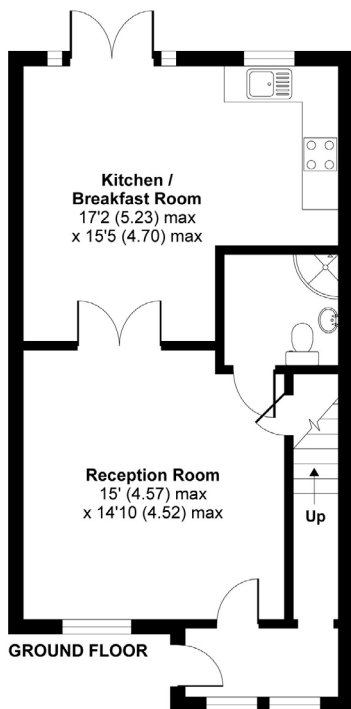 Kitchen /
Breakfast Room
17'2 (5.23) max
x 15'5 (4.70) max
Reception Room
15' (4.57) max
x 14'10 (4.52) max
Up
GROUND FLOOR